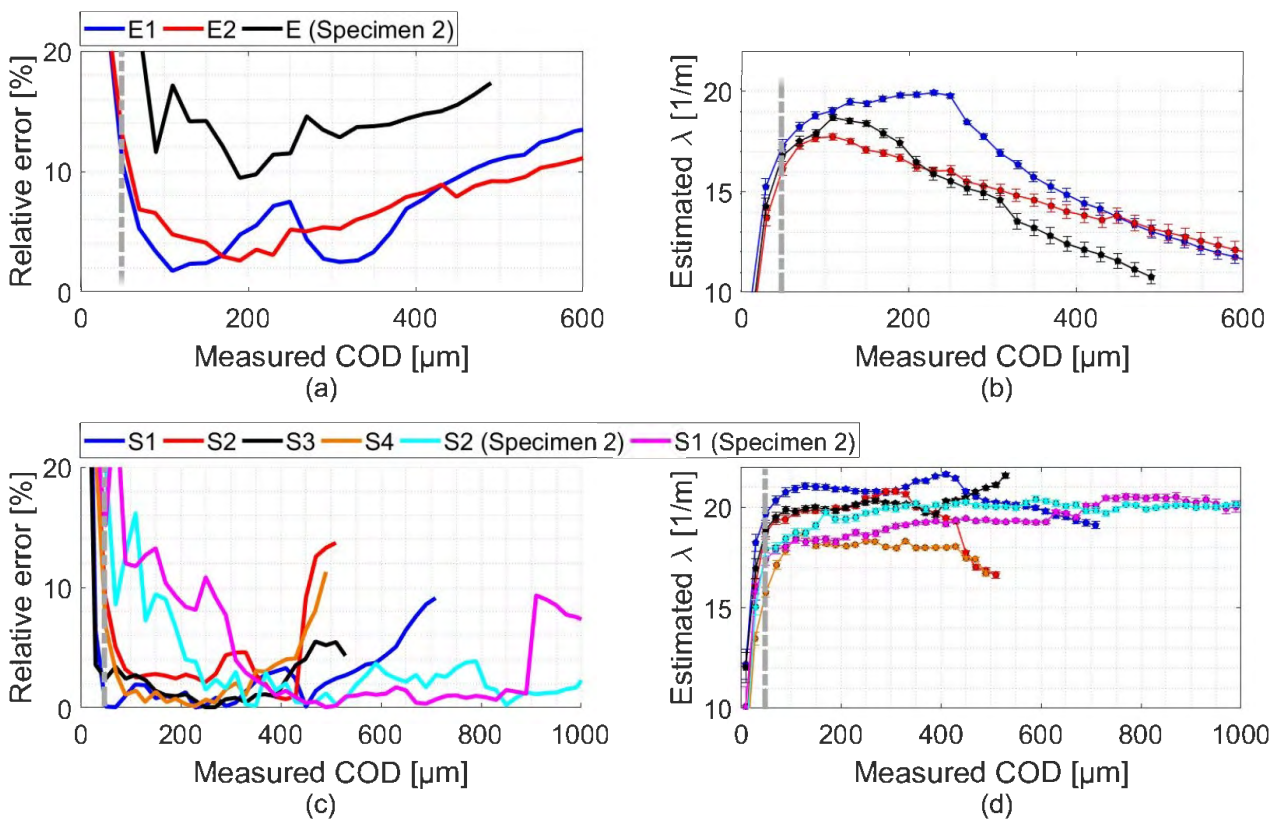 E1 E2 E (Specimen 2)
Relative error [%]
20
10
0
0 200 400 600
Measured COD [μm]
(a)
Estimated λ [1/m]
20
15
10
0 200 400 600
Measured COD [μm]
(b)
S1 S2 S3 S4 S2 (Specimen 2) S1 (Specimen 2)
Relative error [%]
20
10
0
0 200 400 600 800 1000
Measured COD [μm]
(c)
Estimated λ [1/m]
20
15
10
0 200 400 600 800 1000
Measured COD [μm]
(d)